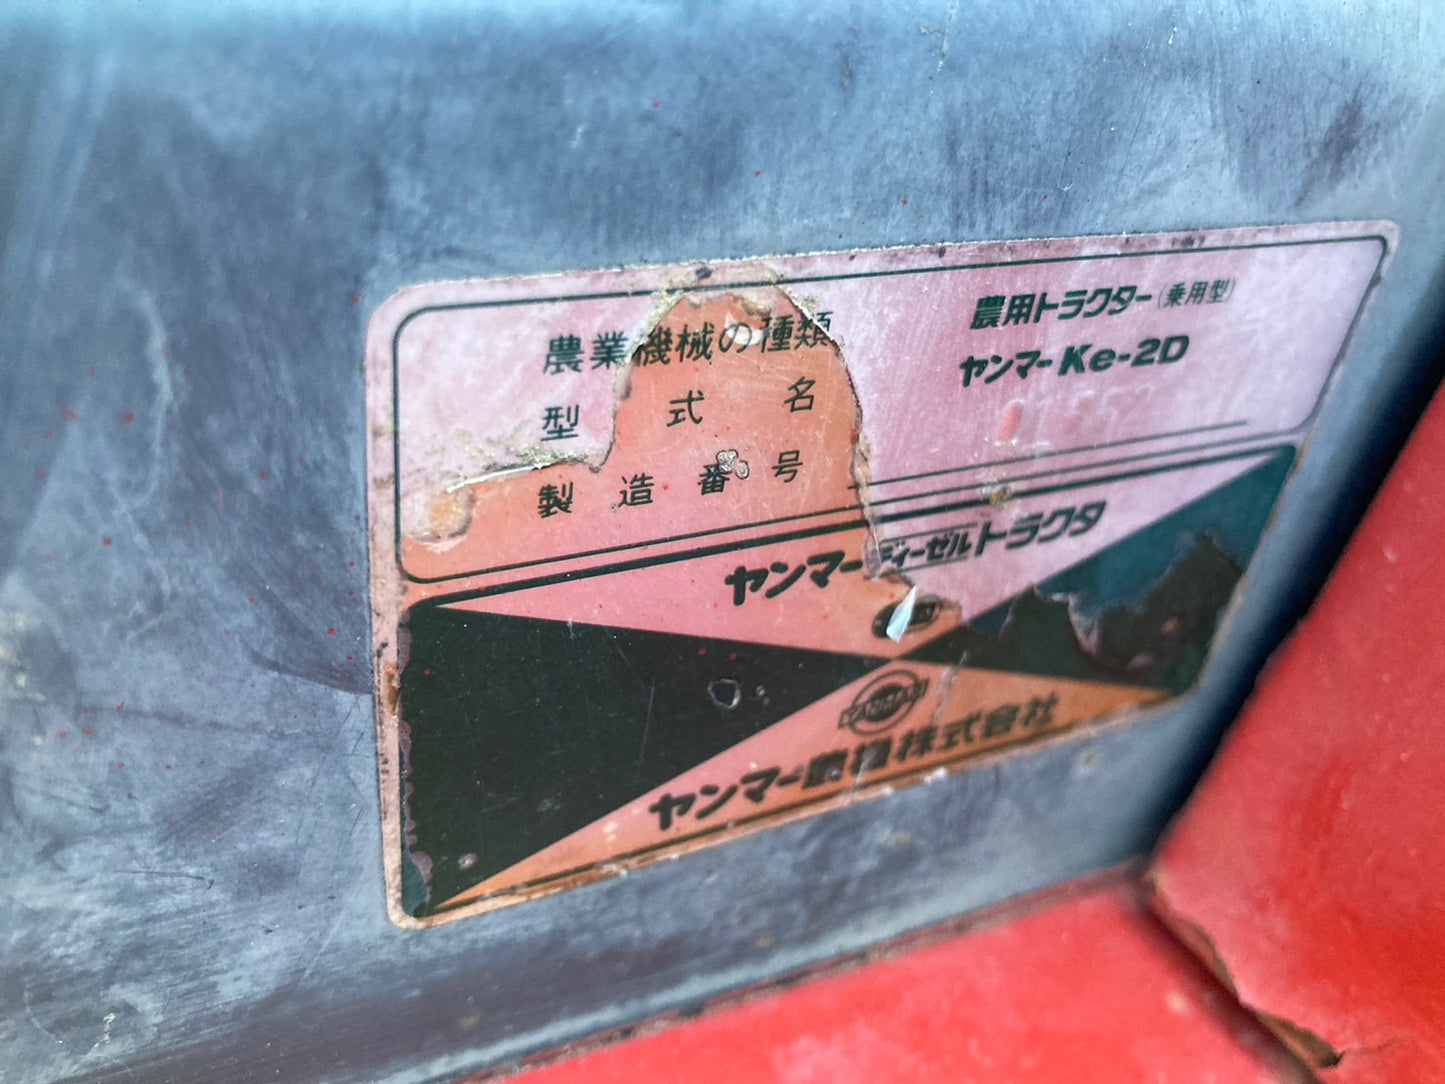 農業機械の種類 農用トラクター(乗用型)
型式名 ヤンマーKe-2D
製造番号
ヤンマーディーゼルトラクタ
YANMAR
ヤンマー農機株式会社